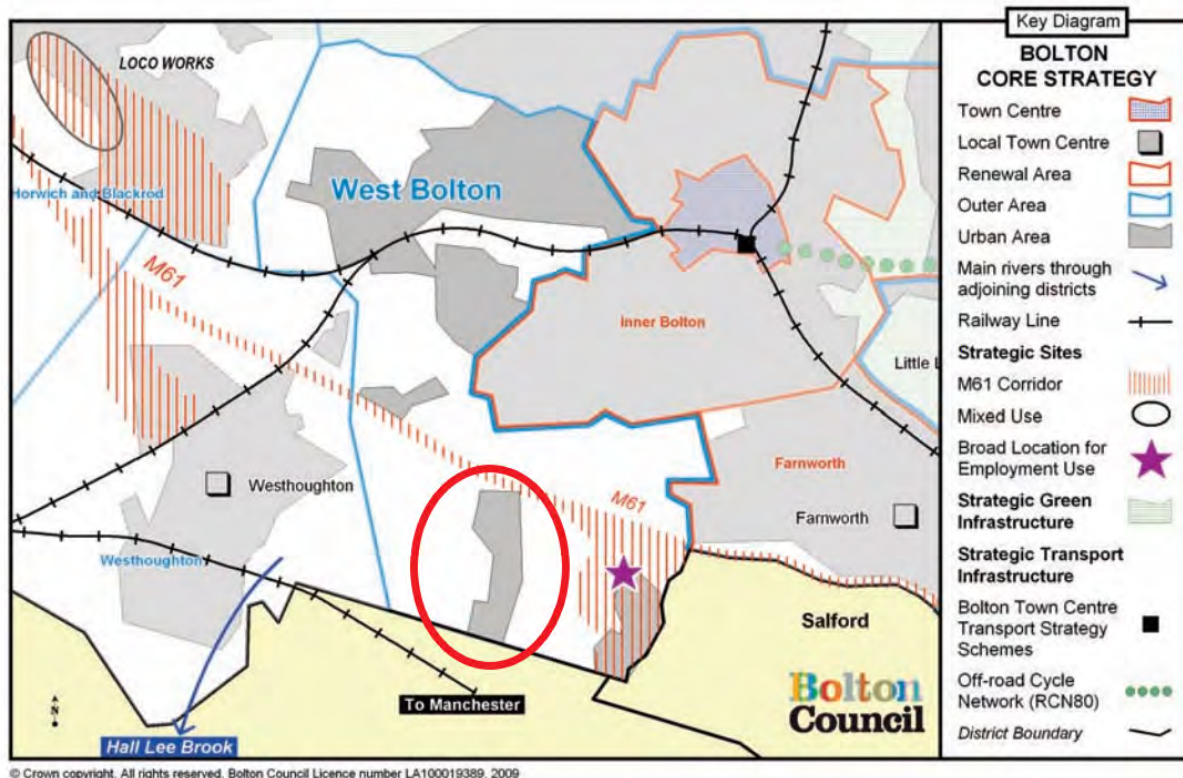 Key Diagram
BOLTON
CORE STRATEGY
Town Centre
Local Town Centre
Renewal Area
Outer Area
Urban Area
Main rivers through
adjoining districts
Railway Line
Strategic Sites
M61 Corridor
Mixed Use
Broad Location for
Employment Use
Strategic Green
Infrastructure
Strategic Transport
Infrastructure
Bolton Town Centre
Transport Strategy
Schemes
Off-road Cycle
Network (RCN80)
District Boundary
LOCO WORKS
Horwich and Blackrod
West Bolton
M61
Inner Bolton
Little L
Westhoughton
M61
Farnworth
Farnworth
Westhoughton
Salford
To Manchester
Hall Lee Brook
N
Bolton
Council
© Crown copyright. All rights reserved. Bolton Council Licence number LA100019389, 2009